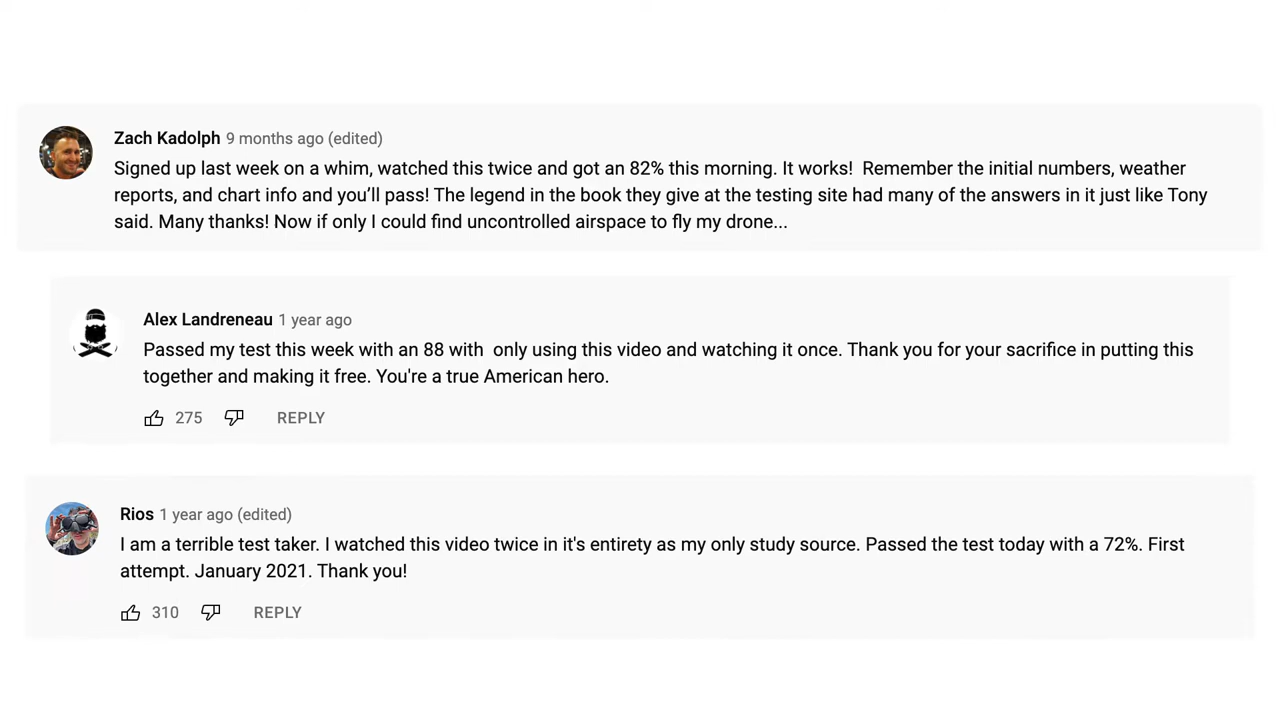 Zach Kadolph 9 months ago (edited)
Signed up last week on a whim, watched this twice and got an 82% this morning. It works!  Remember the initial numbers, weather
reports, and chart info and you’ll pass! The legend in the book they give at the testing site had many of the answers in it just like Tony
said. Many thanks! Now if only I could find uncontrolled airspace to fly my drone...
Alex Landreneau 1 year ago
Passed my test this week with an 88 with  only using this video and watching it once. Thank you for your sacrifice in putting this
together and making it free. You're a true American hero.
275 REPLY
Rios 1 year ago (edited)
I am a terrible test taker. I watched this video twice in it's entirety as my only study source. Passed the test today with a 72%. First
attempt. January 2021. Thank you!
310 REPLY